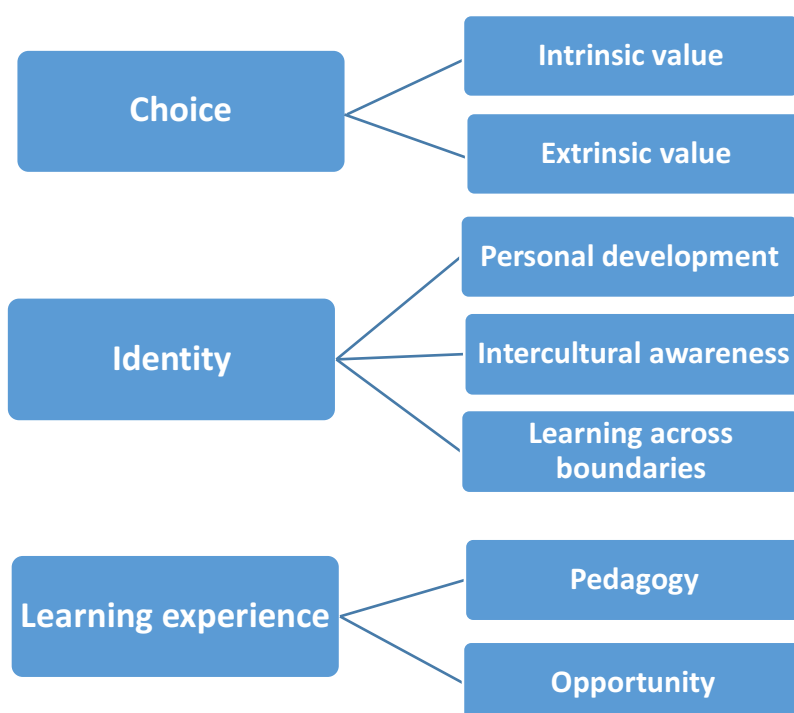 Choice
Intrinsic value
Extrinsic value
Identity
Personal development
Intercultural awareness
Learning across
boundaries
Learning experience
Pedagogy
Opportunity